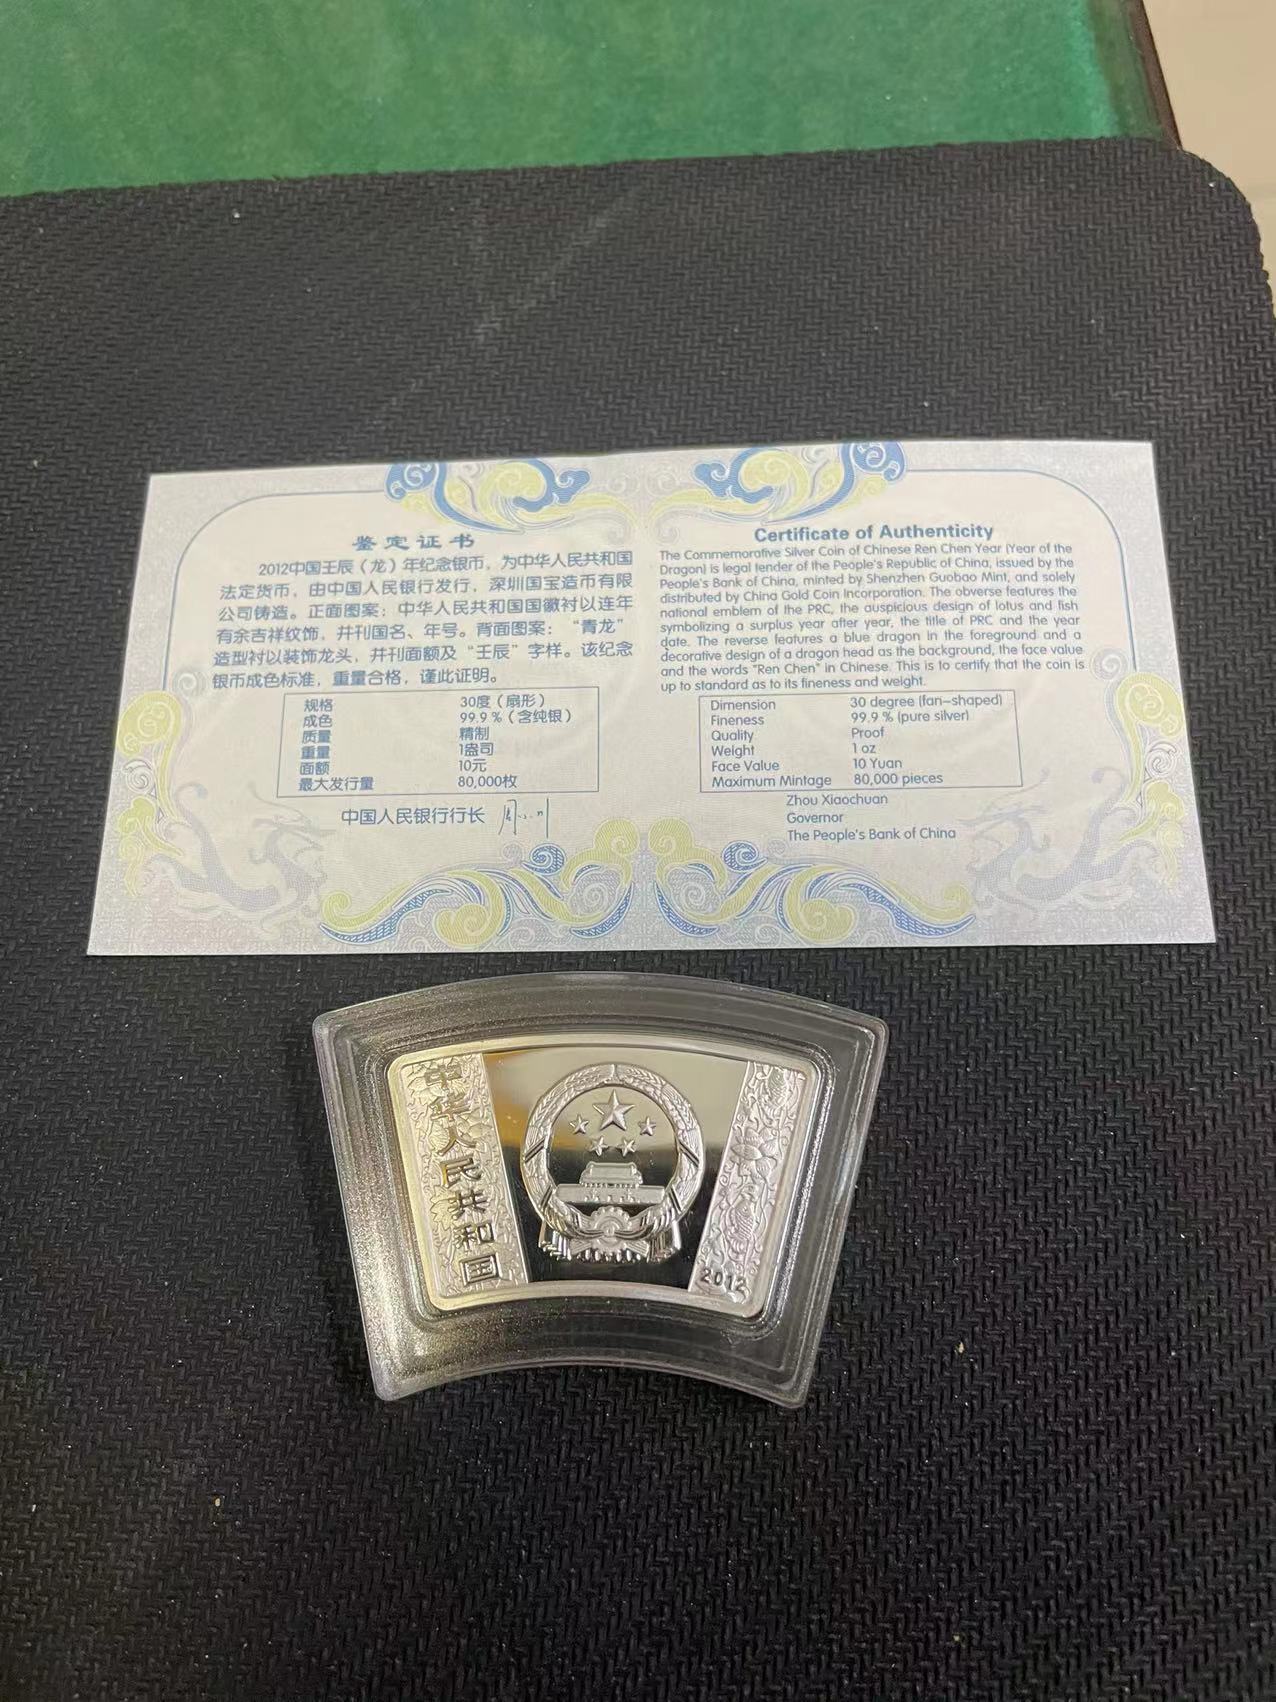 鉴定证书
2012中国壬辰（龙）年纪念银币，为中华人民共和国
法定货币，由中国人民银行发行，深圳国宝造币有限
公司铸造。正面图案：中华人民共和国国徽衬以连年
有余吉祥纹饰，并刊国名、年号。背面图案：“青龙”
造型衬以装饰龙头，并刊面额及“壬辰”字样。该纪念
银币成色标准，重量合格，谨此证明。
规格 30度（扇形）
成色 99.9％（含纯银）
质量 精制
重量 1盎司
面额 10元
最大发行量 80,000枚
中国人民银行行长
Certificate of Authenticity
The Commemorative Silver Coin of Chinese Ren Chen Year (Year of the
Dragon) is legal tender of the People's Republic of China, issued by the
People's Bank of China, minted by Shenzhen Guobao Mint, and solely
distributed by China Gold Coin Incorporation. The obverse features the
national emblem of the PRC, the auspicious design of lotus and fish
symbolizing a surplus year after year, the title of PRC and the year
date. The reverse features a blue dragon in the foreground and a
decorative design of a dragon head as the background, the face value
and the words "Ren Chen" in Chinese. This is to certify that the coin is
up to standard as to its fineness and weight.
Dimension 30 degree (fan-shaped)
Fineness 99.9 % (pure silver)
Quality Proof
Weight 1 oz
Face Value 10 Yuan
Maximum Mintage 80,000 pieces
Zhou Xiaochuan
Governor
The People's Bank of China
中华人民共和国
2012